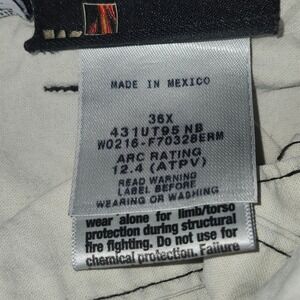 MADE IN MEXICO
36X
431UT95 NB
W0216-F70328ERM
ARC RATING
12.4 (ATPV)
READ WARNING
LABEL BEFORE
WEARING OR WASHING
wear alone for limb/torso
protection during structural
fire fighting. Do not use for
chemical protection. Failure